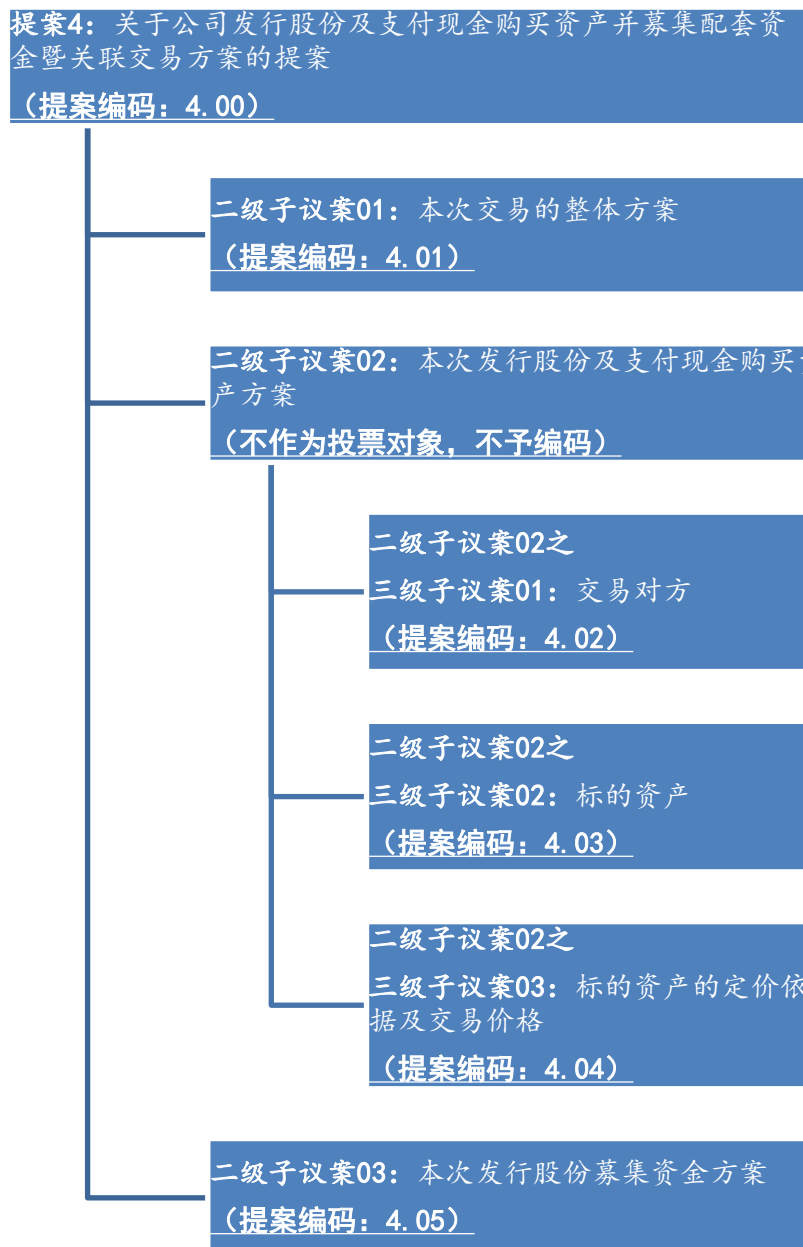 提案4：关于公司发行股份及支付现金购买资产并募集配套资
金暨关联交易方案的提案
（提案编码：4.00）
二级子议案01：本次交易的整体方案
（提案编码：4.01）
二级子议案02：本次发行股份及支付现金购买
产方案
（不作为投票对象，不予编码）
二级子议案02之
三级子议案01：交易对方
（提案编码：4.02）
二级子议案02之
三级子议案02：标的资产
（提案编码：4.03）
二级子议案02之
三级子议案03：标的资产的定价依
据及交易价格
（提案编码：4.04）
二级子议案03：本次发行股份募集资金方案
（提案编码：4.05）